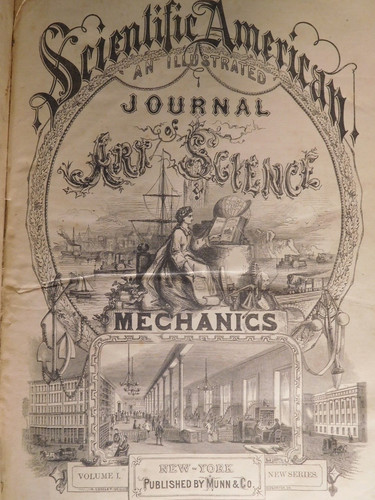 Scientific American.
AN ILLUSTRATED
JOURNAL
of
ART SCIENCE
MECHANICS
VOLUME I.
NEW-YORK
PUBLISHED BY MUNN & Co.
NEW SERIES.